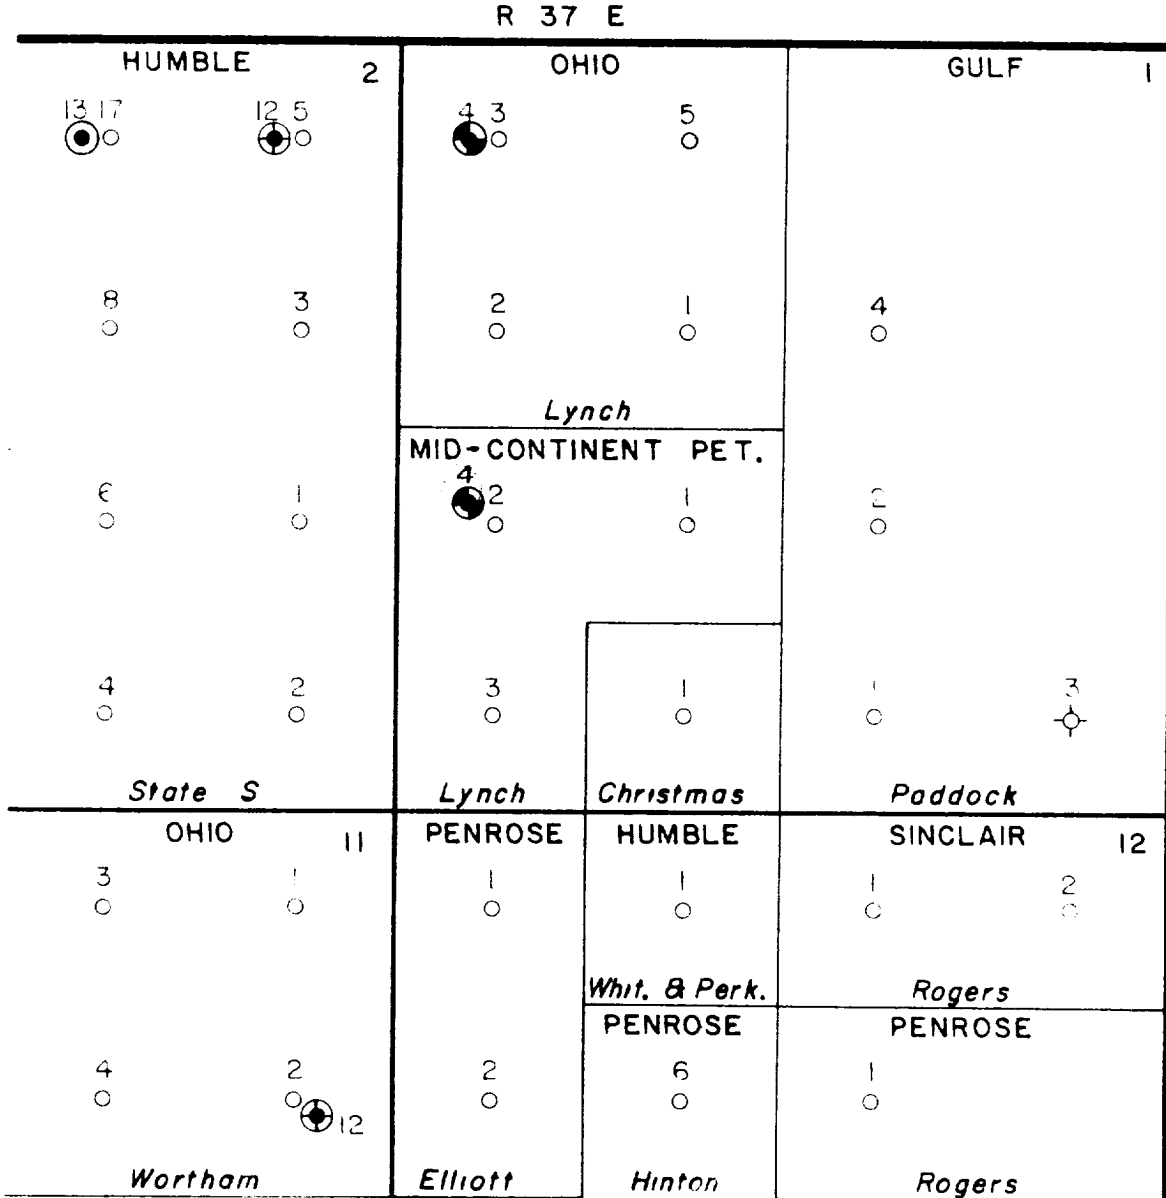 R 37 E
HUMBLE 2 OHIO GULF 1
13 17 12 5 4 3 5
8 3 2 1 4
Lynch
MID-CONTINENT PET.
4
6 1 2 1 2
4 2 3 1 1 3
State S Lynch Christmas Paddock
OHIO 11 PENROSE HUMBLE SINCLAIR 12
3 1 1 1 1 2
Whit. & Perk. Rogers
PENROSE PENROSE
4 2 2 6 1
12
Wortham Elliott Hinton Rogers